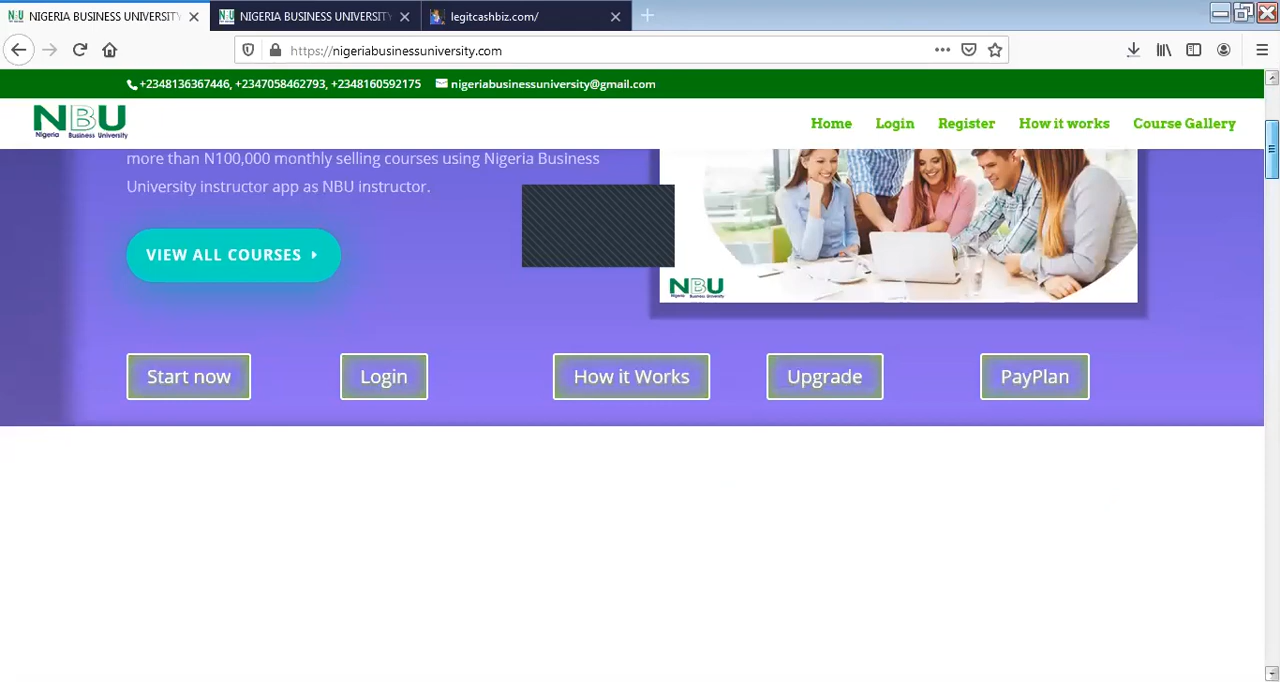 NIGERIA BUSINESS UNIVERSITY
NIGERIA BUSINESS UNIVERSITY
legitcashbiz.com/
https://nigeriabusinessuniversity.com
+2348136367446, +2347058462793, +2348160592175 nigeriabusinessuniversity@gmail.com
NBU
Nigeria Business University
Home Login Register How it works Course Gallery
more than N100,000 monthly selling courses using Nigeria Business
University instructor app as NBU instructor.
VIEW ALL COURSES
NBU
Nigeria Business University
Start now Login How it Works Upgrade PayPlan